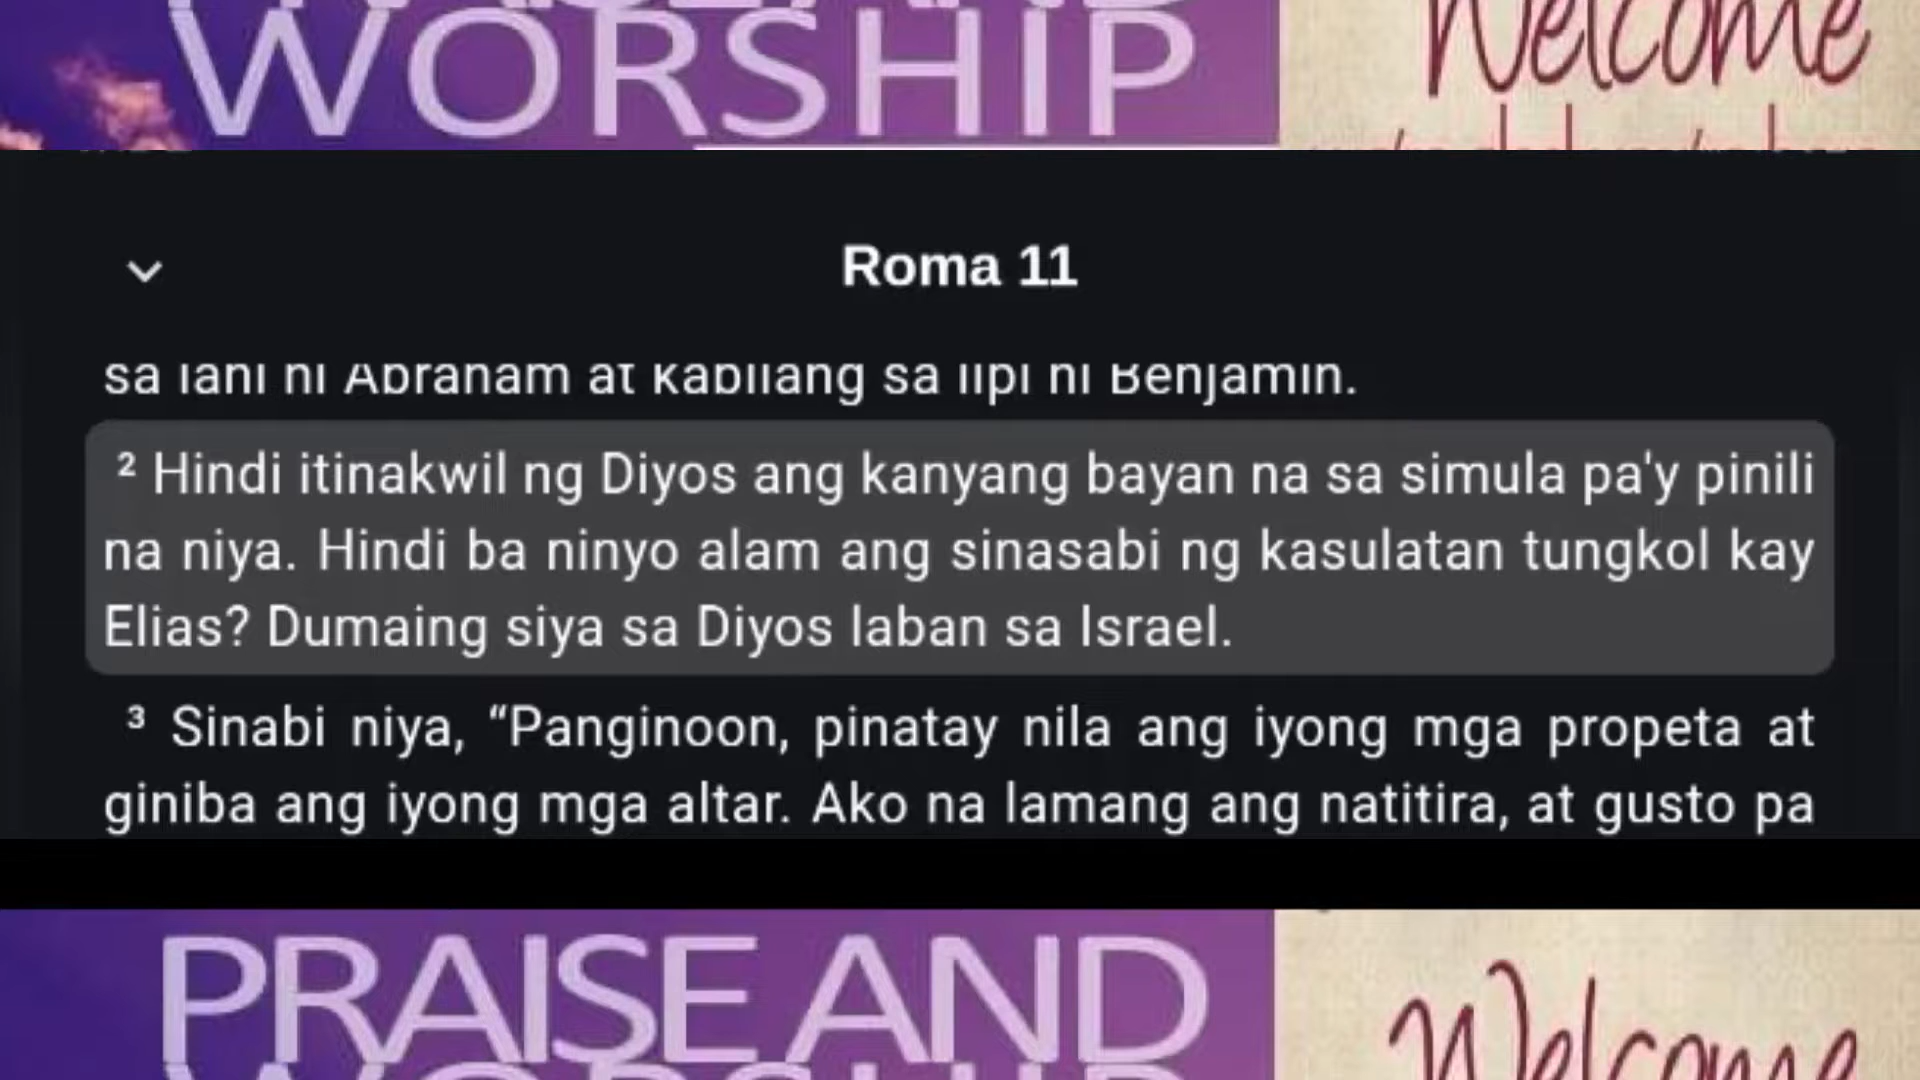 WORSHIP
Welcome
Roma 11
sa lahi ni Abraham at kabilang sa lipi ni Benjamin.
² Hindi itinakwil ng Diyos ang kanyang bayan na sa simula pa'y pinili
na niya. Hindi ba ninyo alam ang sinasabi ng kasulatan tungkol kay
Elias? Dumaing siya sa Diyos laban sa Israel.
³ Sinabi niya, “Panginoon, pinatay nila ang iyong mga propeta at
giniba ang iyong mga altar. Ako na lamang ang natitira, at gusto pa
PRAISE AND
Welcome
WORSHIP